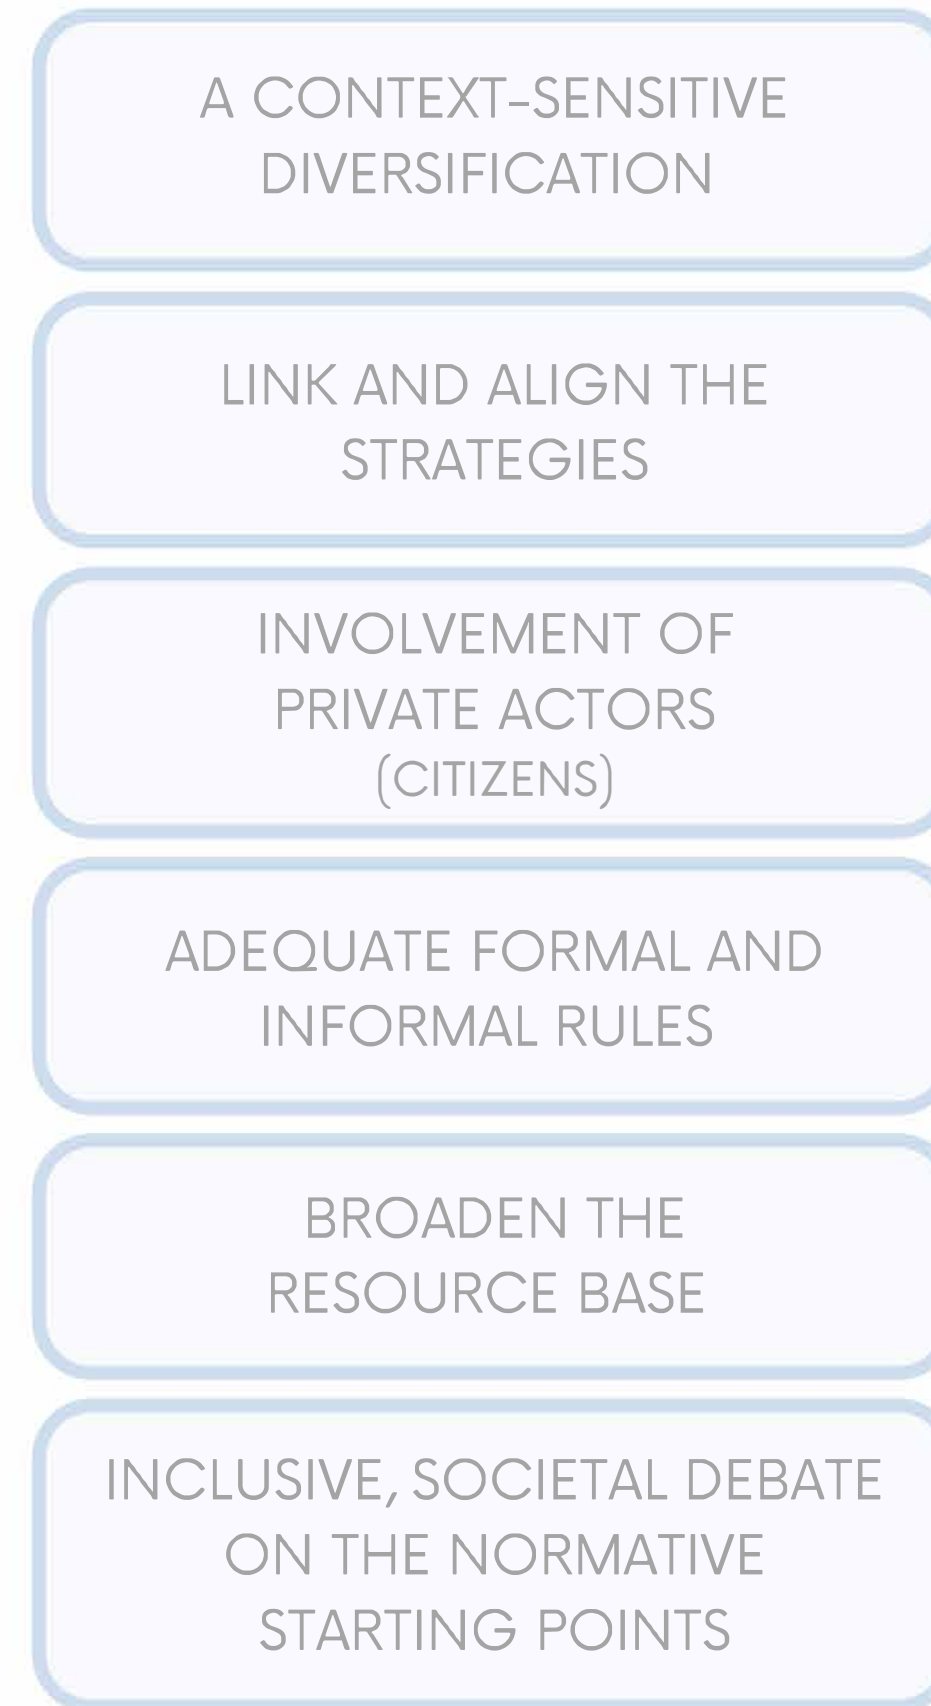 A CONTEXT-SENSITIVE
DIVERSIFICATION
LINK AND ALIGN THE
STRATEGIES
INVOLVEMENT OF
PRIVATE ACTORS
(CITIZENS)
ADEQUATE FORMAL AND
INFORMAL RULES
BROADEN THE
RESOURCE BASE
INCLUSIVE, SOCIETAL DEBATE
ON THE NORMATIVE
STARTING POINTS